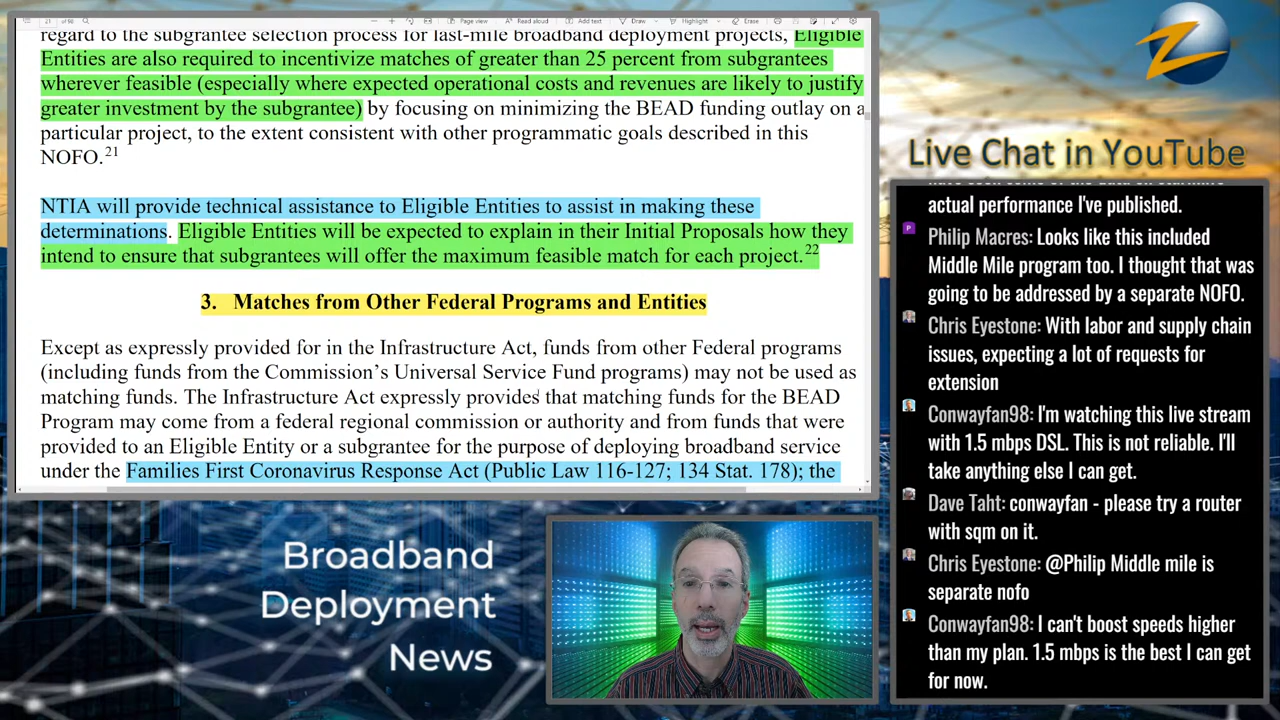 21 of 98
Page view
Read aloud
Add text
Draw
Highlight
Erase
regard to the subgrantee selection process for last-mile broadband deployment projects, Eligible
Entities are also required to incentivize matches of greater than 25 percent from subgrantees
wherever feasible (especially where expected operational costs and revenues are likely to justify
greater investment by the subgrantee) by focusing on minimizing the BEAD funding outlay on a
particular project, to the extent consistent with other programmatic goals described in this
NOFO.21
NTIA will provide technical assistance to Eligible Entities to assist in making these
determinations. Eligible Entities will be expected to explain in their Initial Proposals how they
intend to ensure that subgrantees will offer the maximum feasible match for each project.22
3. Matches from Other Federal Programs and Entities
Except as expressly provided for in the Infrastructure Act, funds from other Federal programs
(including funds from the Commission's Universal Service Fund programs) may not be used as
matching funds. The Infrastructure Act expressly provides that matching funds for the BEAD
Program may come from a federal regional commission or authority and from funds that were
provided to an Eligible Entity or a subgrantee for the purpose of deploying broadband service
under the Families First Coronavirus Response Act (Public Law 116-127; 134 Stat. 178); the
Broadband
Deployment
News
Live Chat in YouTube
actual performance I've published.
P
Philip Macres: Looks like this included
Middle Mile program too. I thought that was
going to be addressed by a separate NOFO.
Chris Eyestone: With labor and supply chain
issues, expecting a lot of requests for
extension
Conwayfan98: I'm watching this live stream
with 1.5 mbps DSL. This is not reliable. I'll
take anything else I can get.
Dave Taht: conwayfan - please try a router
with sqm on it.
Chris Eyestone: @Philip Middle mile is
separate nofo
Conwayfan98: I can't boost speeds higher
than my plan. 1.5 mbps is the best I can get
for now.